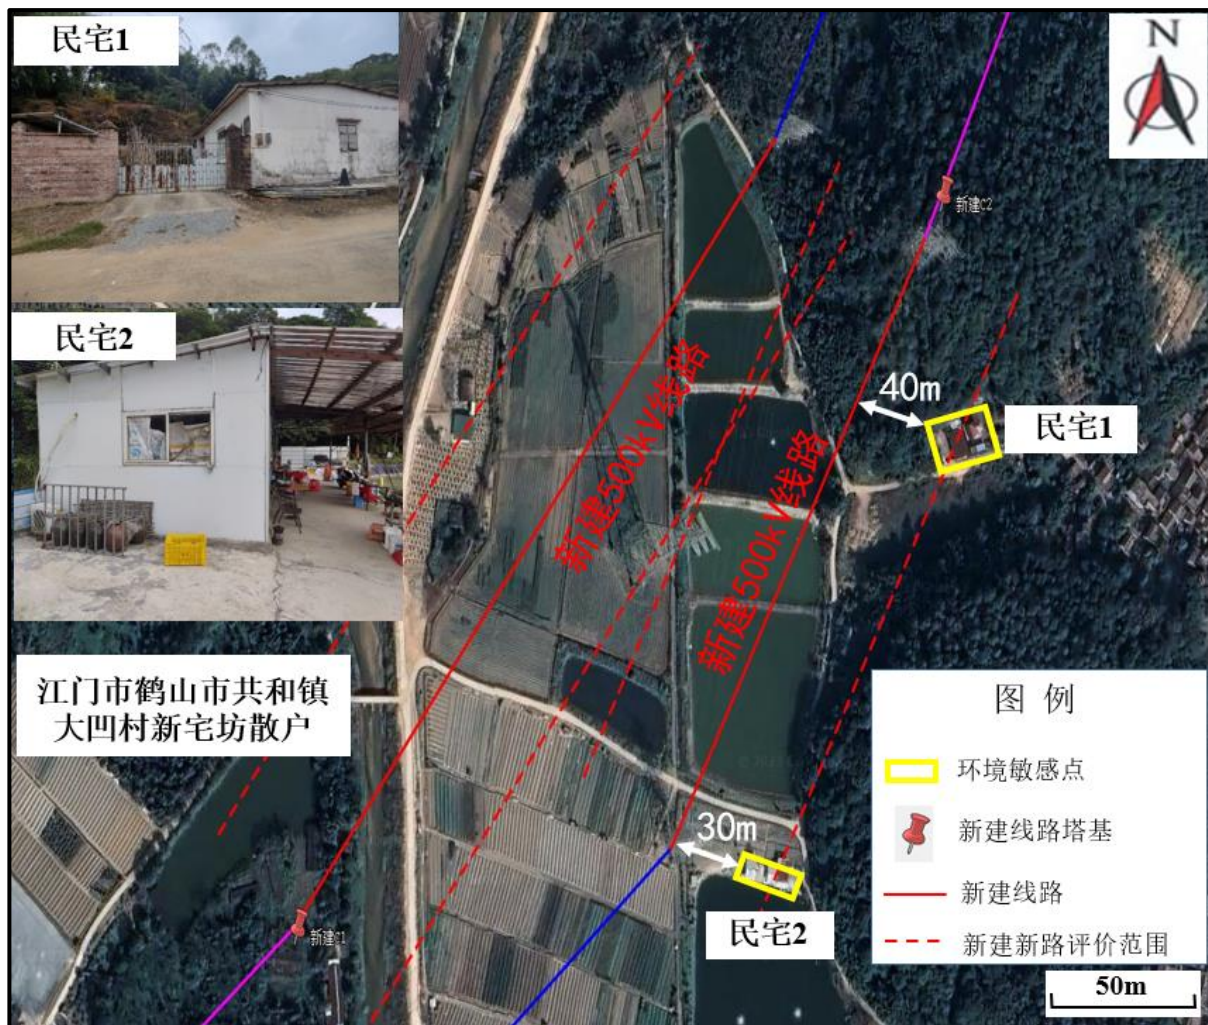 民宅1
N
新建C2
民宅2
40m
民宅1
新建500kV线路
新建500kV线路
江门市鹤山市共和镇
大凹村新宅坊散户
图 例
环境敏感点
新建线路塔基
新建线路
新建新路评价范围
30m
民宅2
新建C1
50m